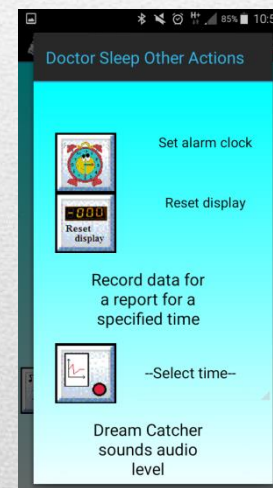 85% 10:5
Doctor Sleep Other Actions
Set alarm clock
-000
Reset
display
Reset display
Record data for
a report for a
specified time
--Select time--
Dream Catcher
sounds audio
level